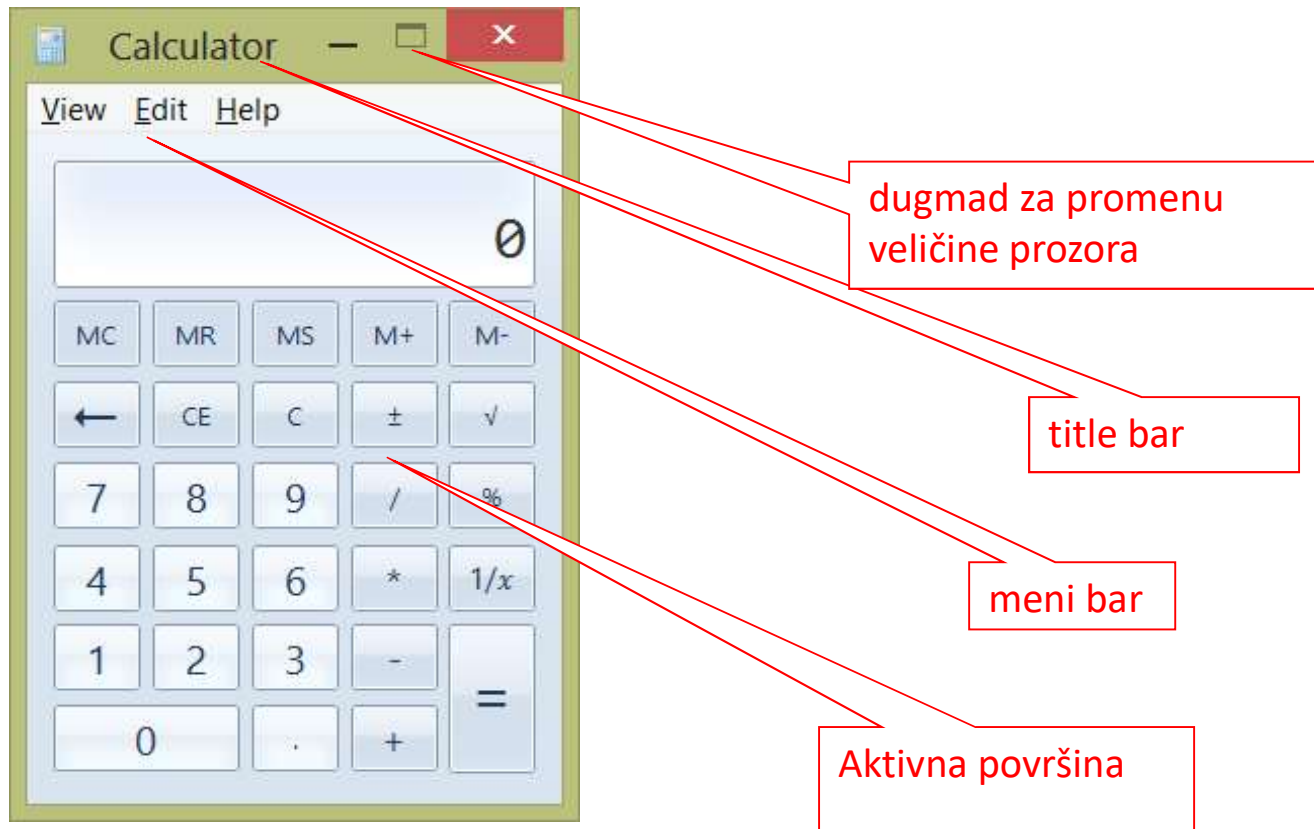 Calculator
View Edit Help
0
MC MR MS M+ M-
← CE C ± √
7 8 9 / %
4 5 6 * 1/x
1 2 3 - =
0 . +
dugmad za promenu
veličine prozora
title bar
meni bar
Aktivna površina